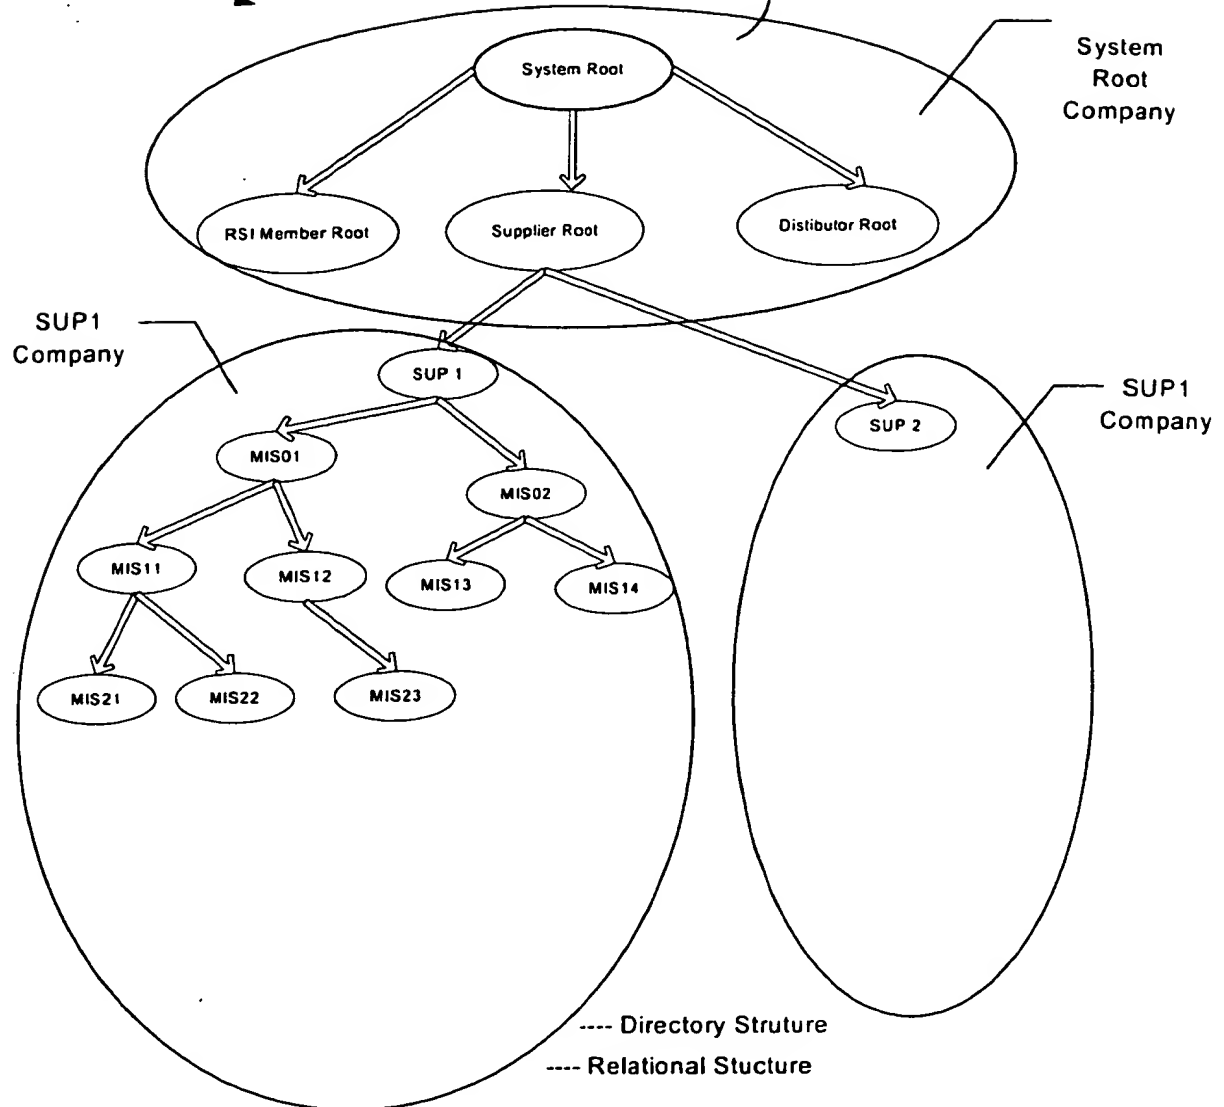 System Root
System
Root
Company
RSI Member Root
Supplier Root
Distibutor Root
SUP1
Company
SUP 1
SUP 2
SUP1
Company
MIS01
MIS02
MIS11
MIS12
MIS13
MIS14
MIS21
MIS22
MIS23
---- Directory Struture
---- Relational Stucture